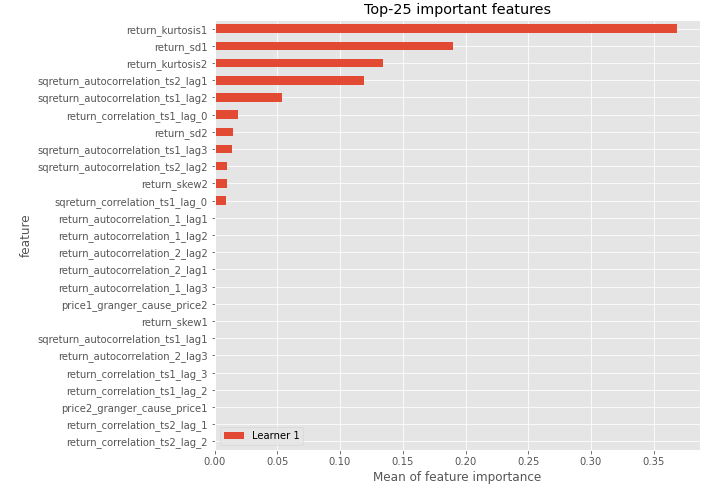 Top-25 important features
return_kurtosis1
return_sd1
return_kurtosis2
sqreturn_autocorrelation_ts2_lag1
sqreturn_autocorrelation_ts1_lag2
return_correlation_ts1_lag_0
return_sd2
sqreturn_autocorrelation_ts1_lag3
sqreturn_autocorrelation_ts2_lag2
return_skew2
sqreturn_correlation_ts1_lag_0
return_autocorrelation_1_lag1
return_autocorrelation_1_lag2
return_autocorrelation_2_lag2
return_autocorrelation_2_lag1
return_autocorrelation_1_lag3
price1_granger_cause_price2
return_skew1
sqreturn_autocorrelation_ts1_lag1
return_autocorrelation_2_lag3
return_correlation_ts1_lag_3
return_correlation_ts1_lag_2
price2_granger_cause_price1
return_correlation_ts2_lag_1
return_correlation_ts2_lag_2
feature
Learner 1
0.00 0.05 0.10 0.15 0.20 0.25 0.30 0.35
Mean of feature importance